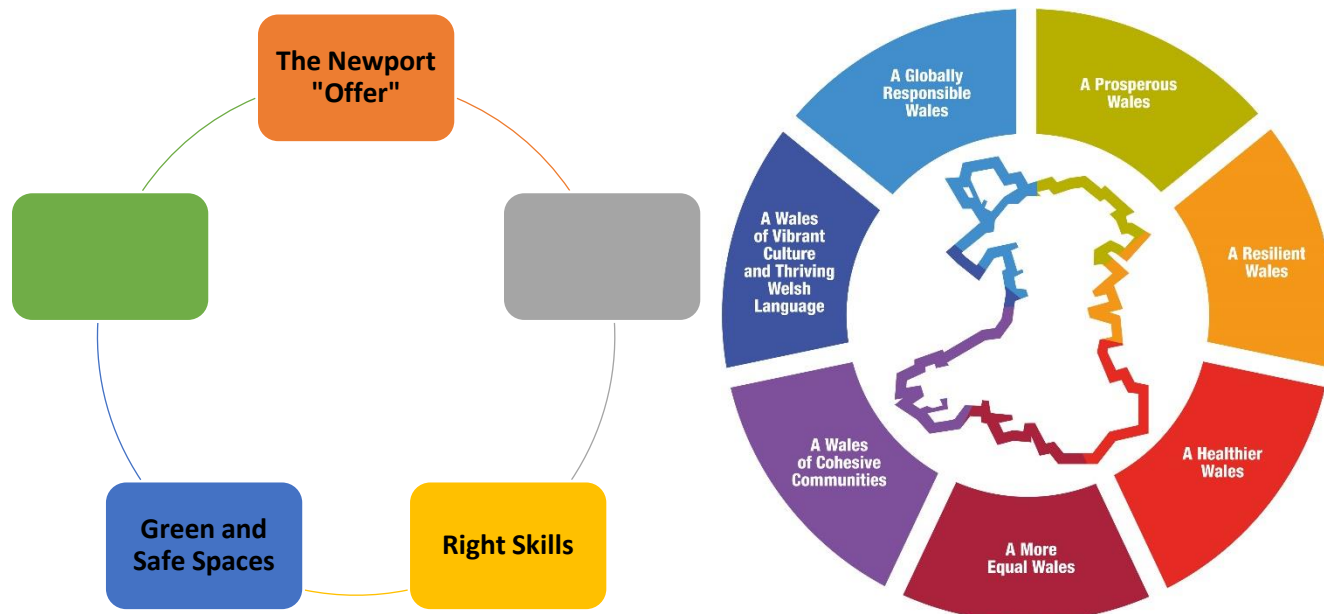 The Newport
"Offer"
Right Skills
Green and
Safe Spaces
A Globally
Responsible
Wales
A Prosperous
Wales
A Resilient
Wales
A Healthier
Wales
A More
Equal Wales
A Wales
of Cohesive
Communities
A Wales
of Vibrant
Culture
and Thriving
Welsh
Language